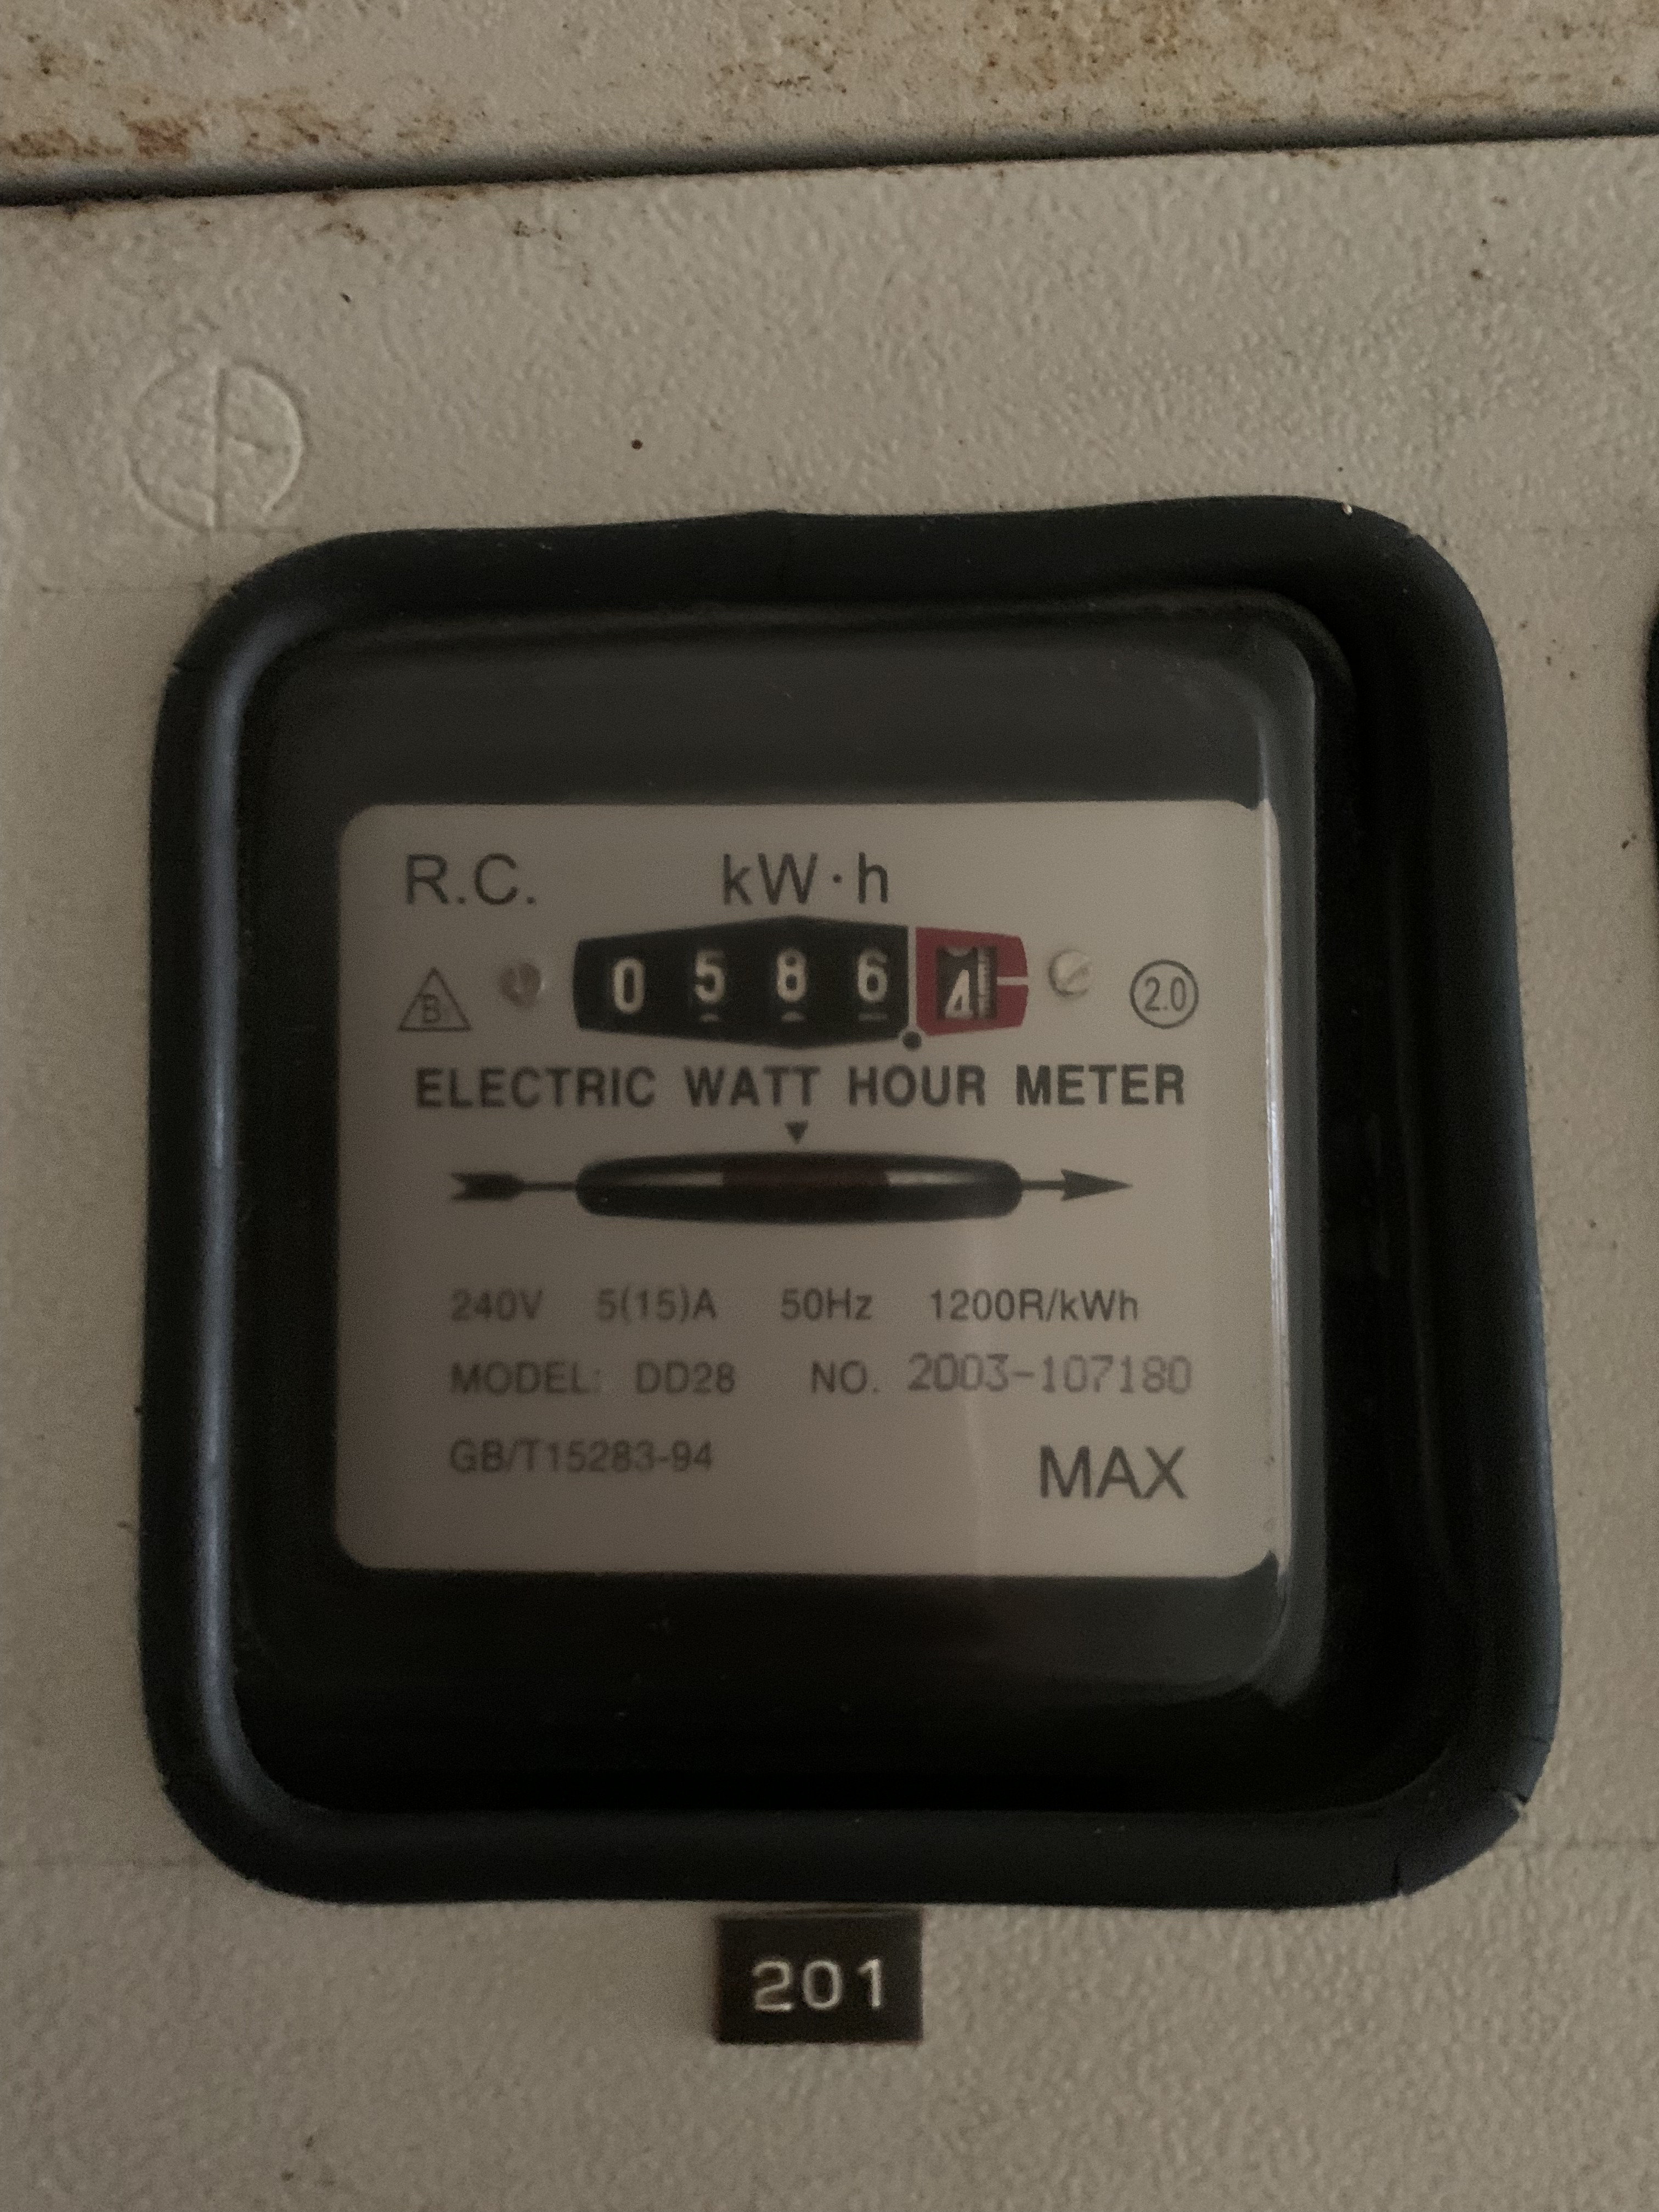 R.C. kW·h
B 0 5 8 6 4 2.0
ELECTRIC WATT HOUR METER
240V 5(15)A 50Hz 1200R/kWh
MODEL: DD28 NO. 2003-107180
GB/T15283-94 MAX
201